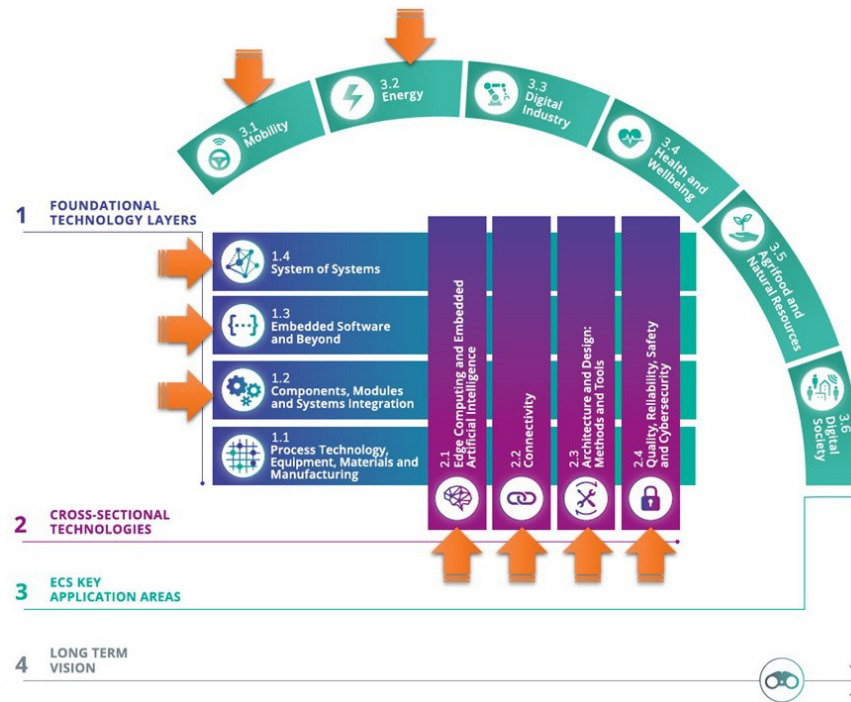 3.1
Mobility
3.2
Energy
3.3
Digital
Industry
3.4
Health and
Wellbeing
3.5
Agrifood and
Natural Resources
3.6
Digital
Society
1
FOUNDATIONAL
TECHNOLOGY LAYERS
1.4
System of Systems
1.3
Embedded Software
and Beyond
1.2
Components, Modules
and Systems Integration
1.1
Process Technology,
Equipment, Materials and
Manufacturing
2.1
Edge Computing and Embedded
Artificial Intelligence
2.2
Connectivity
2.3
Architecture and Design:
Methods and Tools
2.4
Quality, Reliability, Safety
and Cybersecurity
2
CROSS-SECTIONAL
TECHNOLOGIES
3
ECS KEY
APPLICATION AREAS
4
LONG TERM
VISION